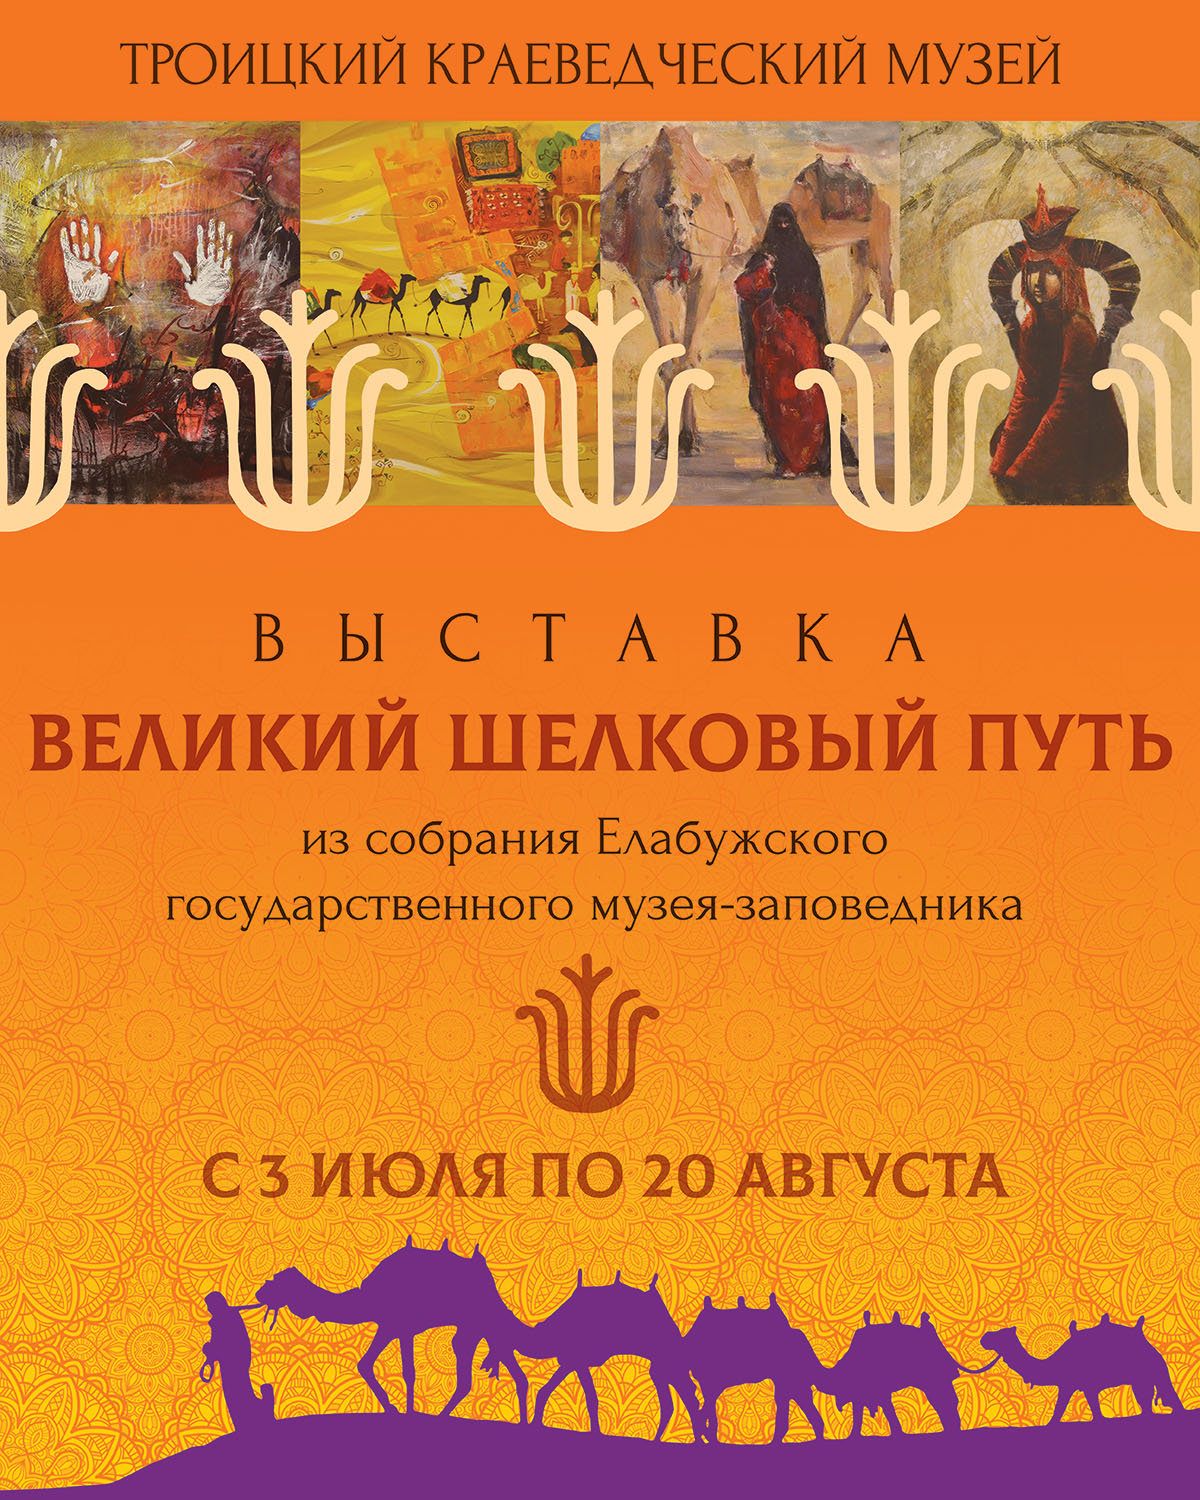 ТРОИЦКИЙ КРАЕВЕДЧЕСКИЙ МУЗЕЙ
ВЫСТАВКА
ВЕЛИКИЙ ШЕЛКОВЫЙ ПУТЬ
из собрания Елабужского
государственного музея-заповедника
С 3 ИЮЛЯ ПО 20 АВГУСТА